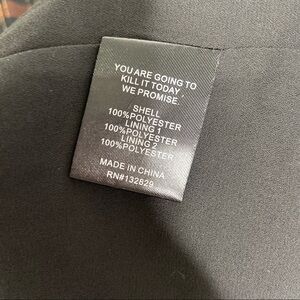 YOU ARE GOING TO
KILL IT TODAY
WE PROMISE.
SHELL
100%POLYESTER
LINING 1
100%POLYESTER
LINING 2
100%POLYESTER
MADE IN CHINA
RN#132829